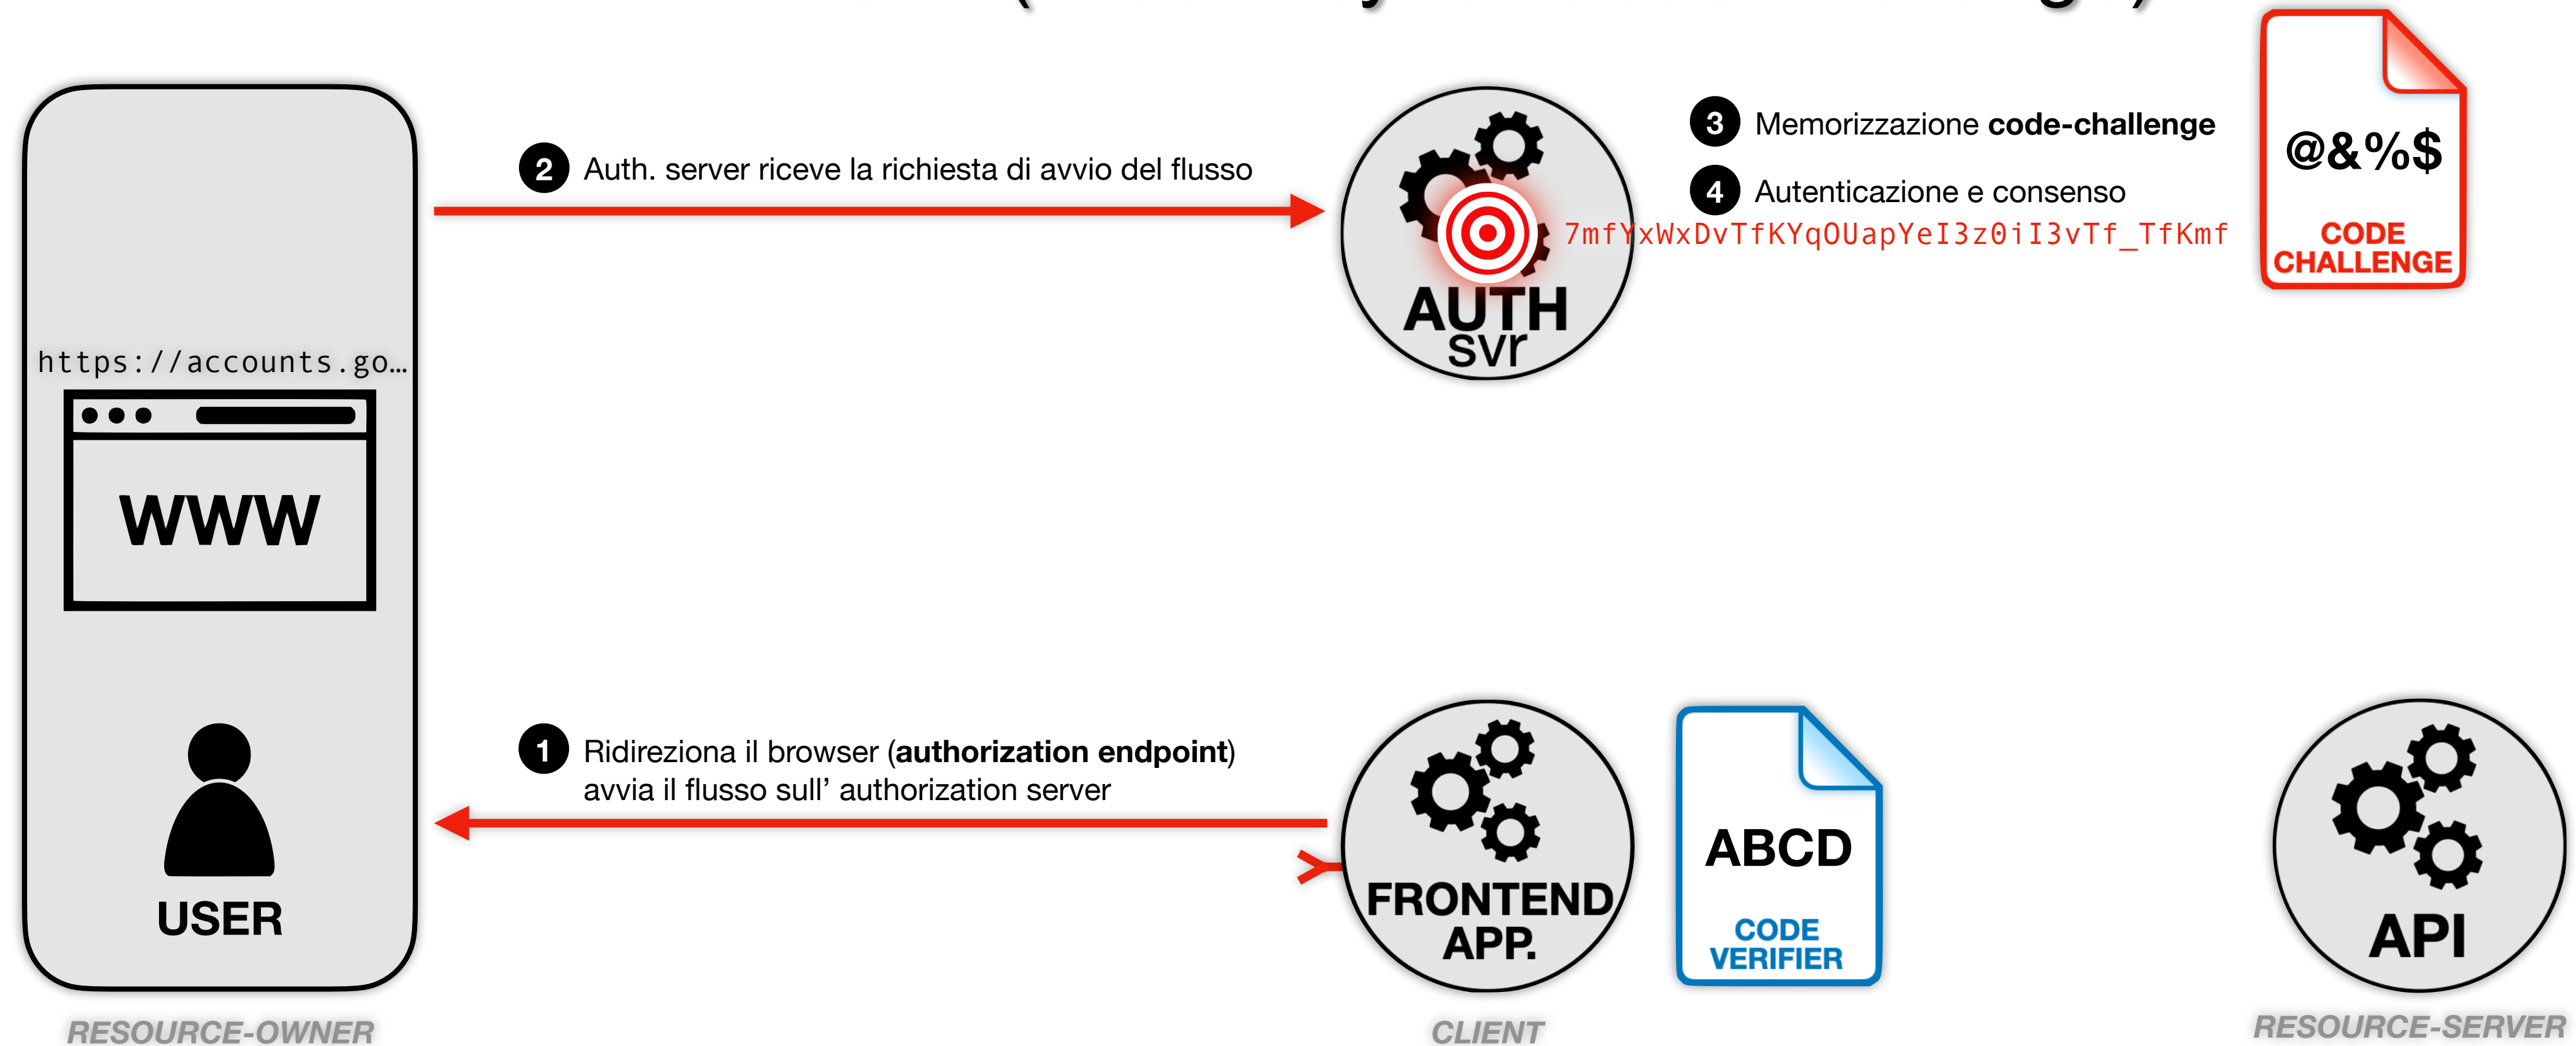 https://accounts.go…
WWW
USER
RESOURCE-OWNER
2 Auth. server riceve la richiesta di avvio del flusso
1 Ridireziona il browser (authorization endpoint)
avvia il flusso sull’ authorization server
AUTH
svr
3 Memorizzazione code-challenge
4 Autenticazione e consenso
7mfYxWxDvTfKYqOUapYeI3z0iI3vTf_TfKmf
@&%$
CODE
CHALLENGE
FRONTEND
APP.
CLIENT
ABCD
CODE
VERIFIER
API
RESOURCE-SERVER